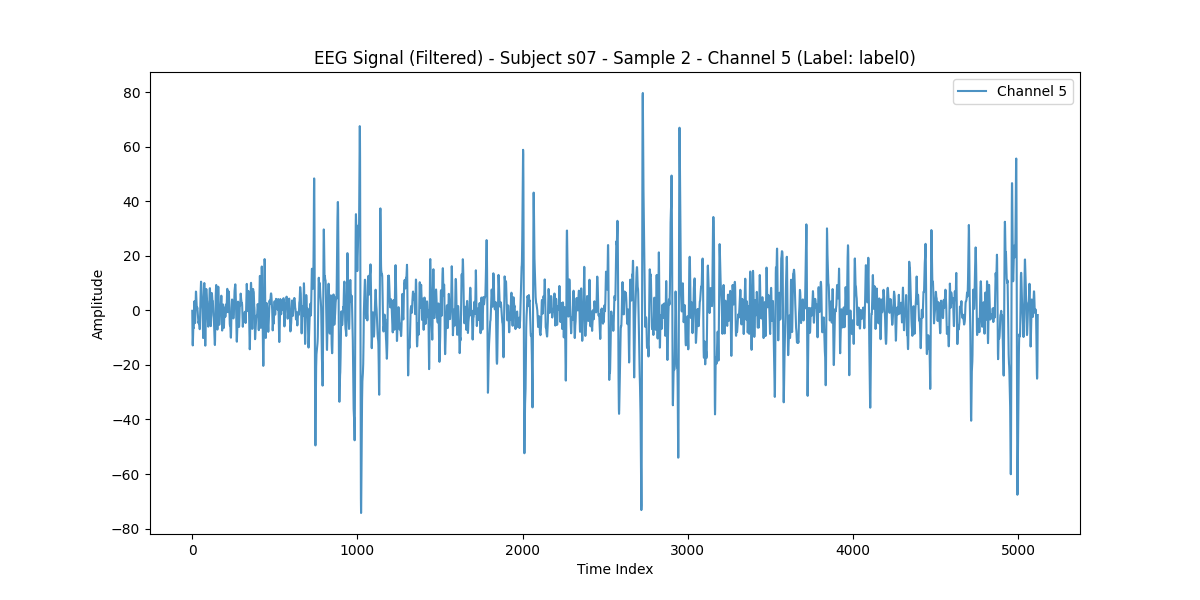 EEG Signal (Filtered) - Subject s07 - Sample 2 - Channel 5 (Label: label0)
Channel 5
80
60
40
20
0
−20
−40
−60
−80
Amplitude
0 1000 2000 3000 4000 5000
Time Index